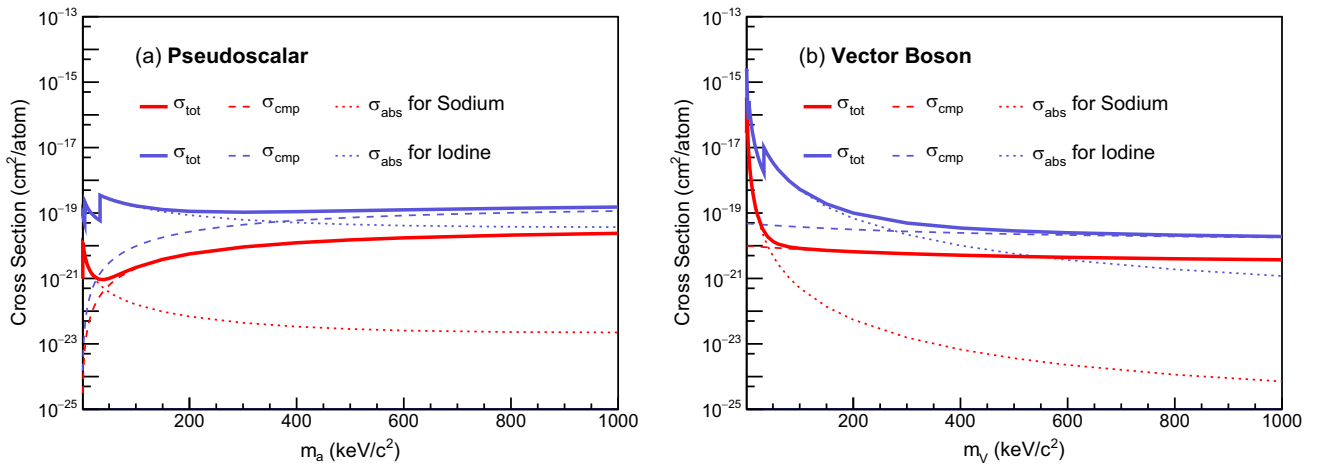 (a) Pseudoscalar
σtot σcmp σabs for Sodium
σtot σcmp σabs for Iodine
Cross Section (cm²/atom)
10⁻¹³
10⁻¹⁵
10⁻¹⁷
10⁻¹⁹
10⁻²¹
10⁻²³
10⁻²⁵
200 400 600 800 1000
mₐ (keV/c²)
(b) Vector Boson
σtot σcmp σabs for Sodium
σtot σcmp σabs for Iodine
Cross Section (cm²/atom)
10⁻¹³
10⁻¹⁵
10⁻¹⁷
10⁻¹⁹
10⁻²¹
10⁻²³
10⁻²⁵
200 400 600 800 1000
mV (keV/c²)